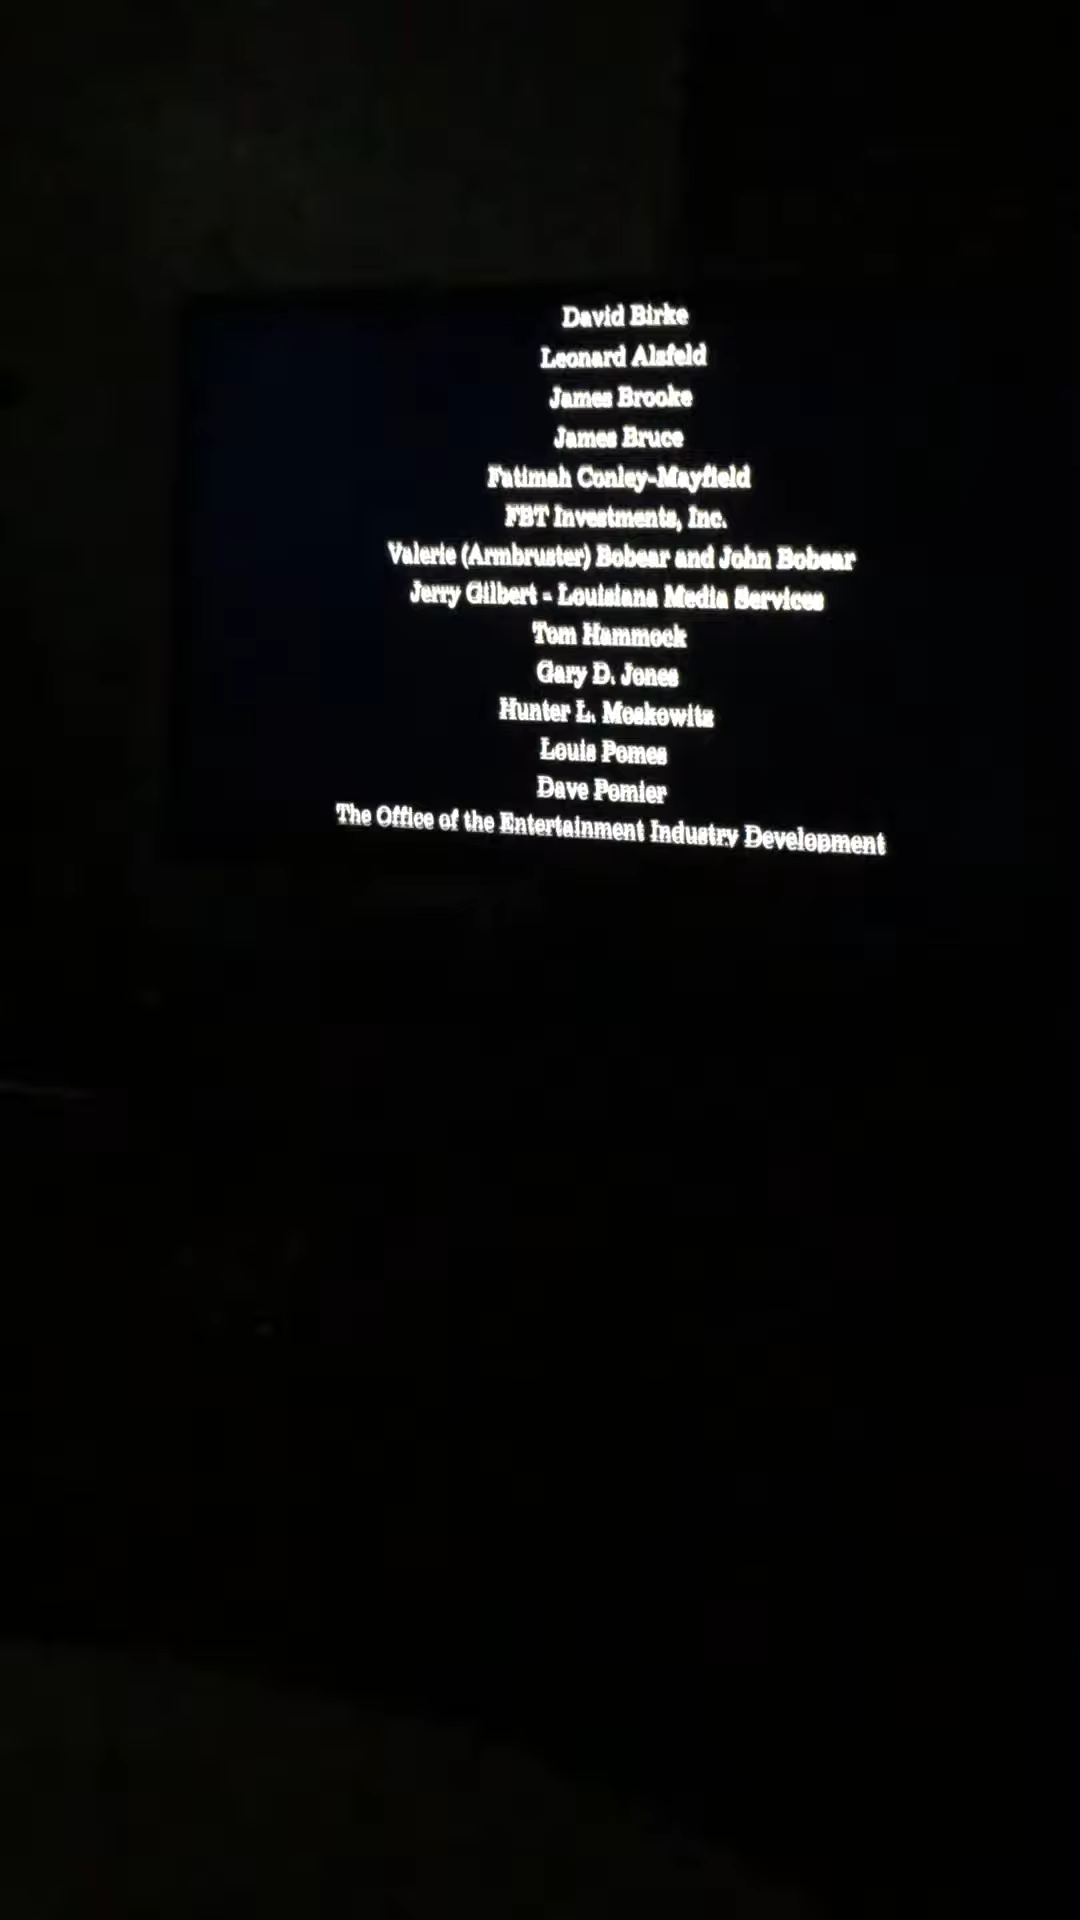 David Birke
Leonard Alsfeld
James Brooke
James Bruce
Fatimah Conley-Mayfield
FBT Investments, Inc.
Valerie (Armbruster) Bobear and John Bobear
Jerry Gilbert - Louisiana Media Services
Tom Hammock
Gary D. Jones
Hunter L. Moskowitz
Louis Pomes
Dave Pomier
The Office of the Entertainment Industry Development